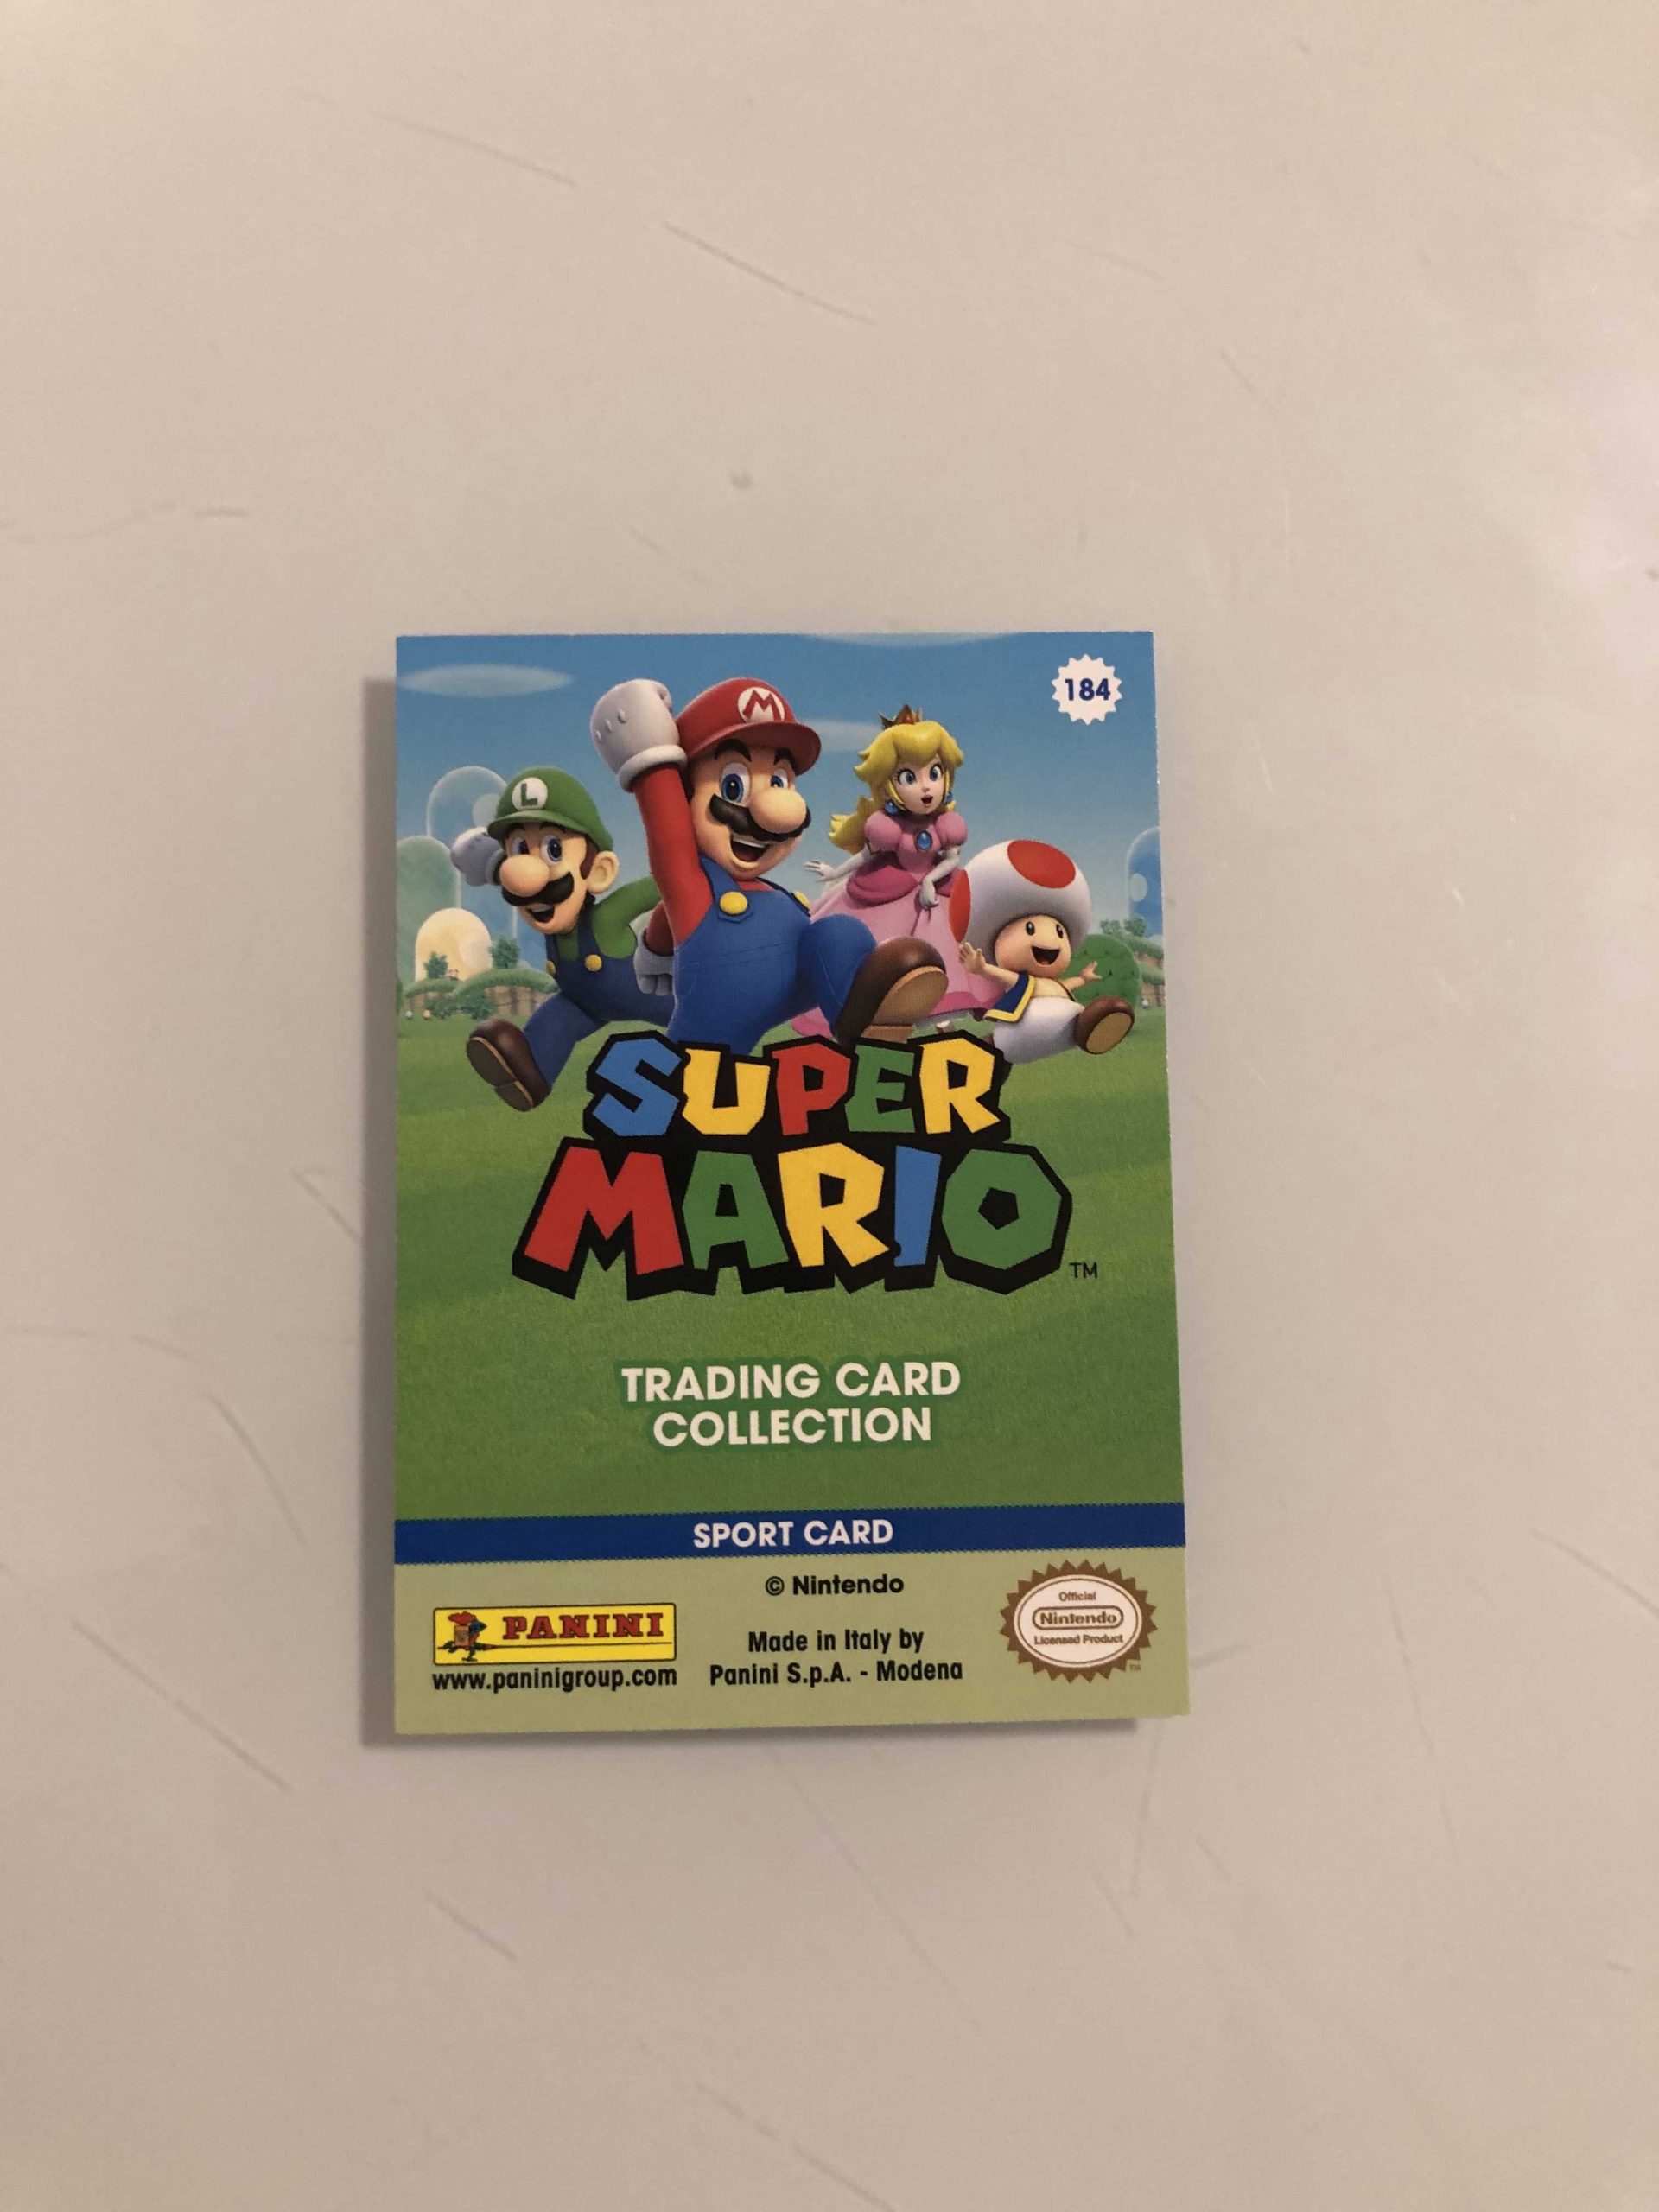 184
M
L
SUPER
MARIO
TM
TRADING CARD
COLLECTION
SPORT CARD
© Nintendo
PANINI
www.paninigroup.com
Made in Italy by
Panini S.p.A. - Modena
Official
Nintendo
Licensed Product
TM